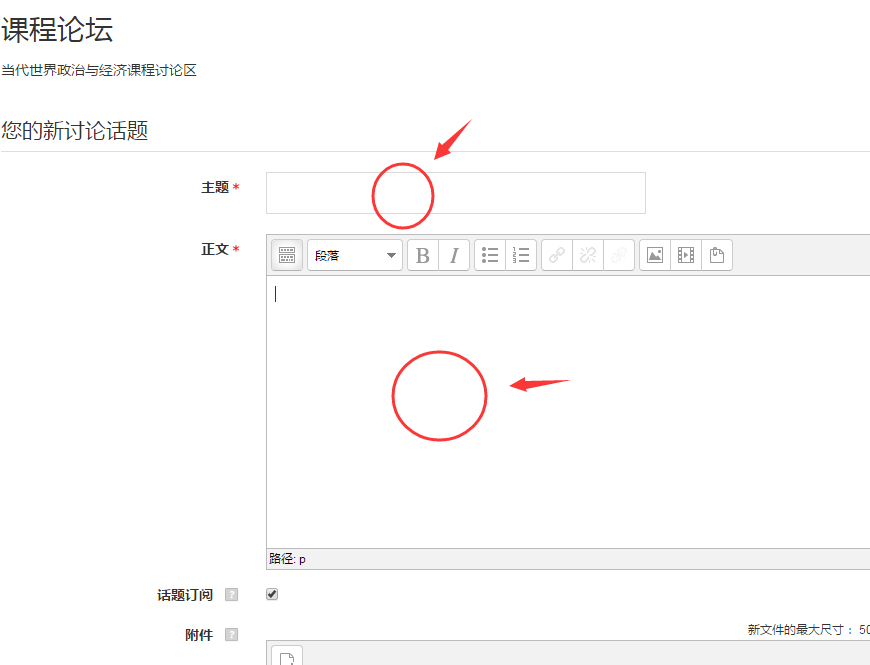 课程论坛
当代世界政治与经济课程讨论区
您的新讨论话题
主题*
正文*
段落
B I
路径: p
话题订阅 ?
附件 ?
新文件的最大尺寸： 50